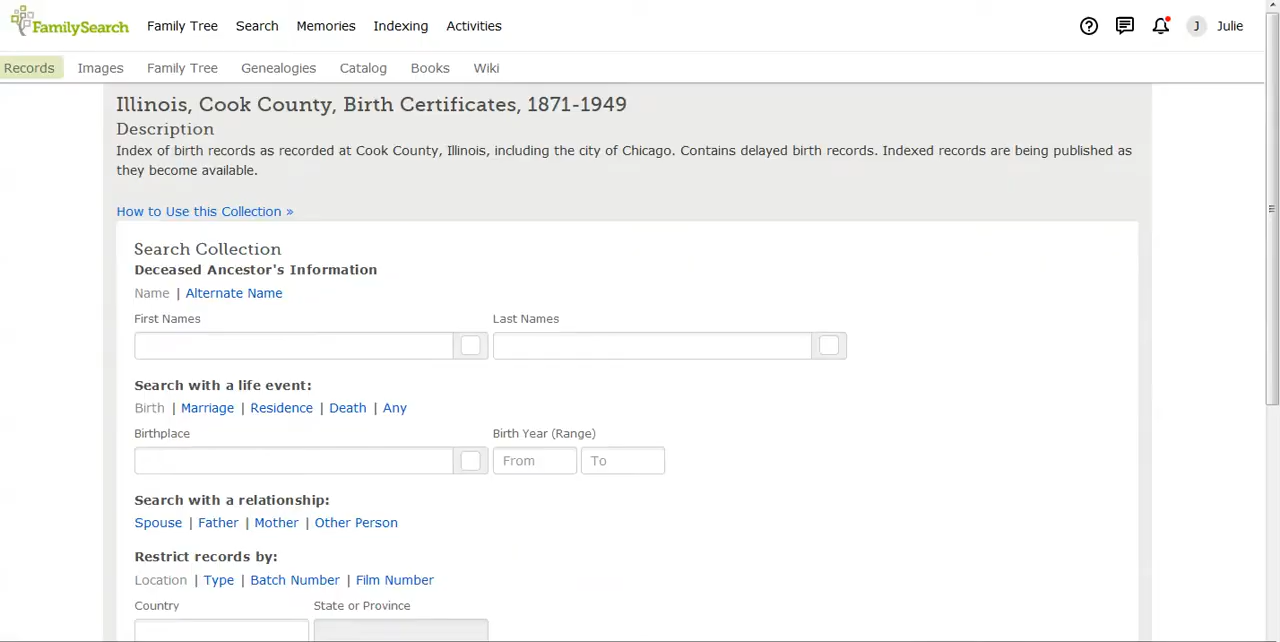 FamilySearch Family Tree Search Memories Indexing Activities J Julie
Records Images Family Tree Genealogies Catalog Books Wiki
Illinois, Cook County, Birth Certificates, 1871-1949
Description
Index of birth records as recorded at Cook County, Illinois, including the city of Chicago. Contains delayed birth records. Indexed records are being published as
they become available.
How to Use this Collection »
Search Collection
Deceased Ancestor's Information
Name | Alternate Name
First Names Last Names
Search with a life event:
Birth | Marriage | Residence | Death | Any
Birthplace Birth Year (Range)
From To
Search with a relationship:
Spouse | Father | Mother | Other Person
Restrict records by:
Location | Type | Batch Number | Film Number
Country State or Province